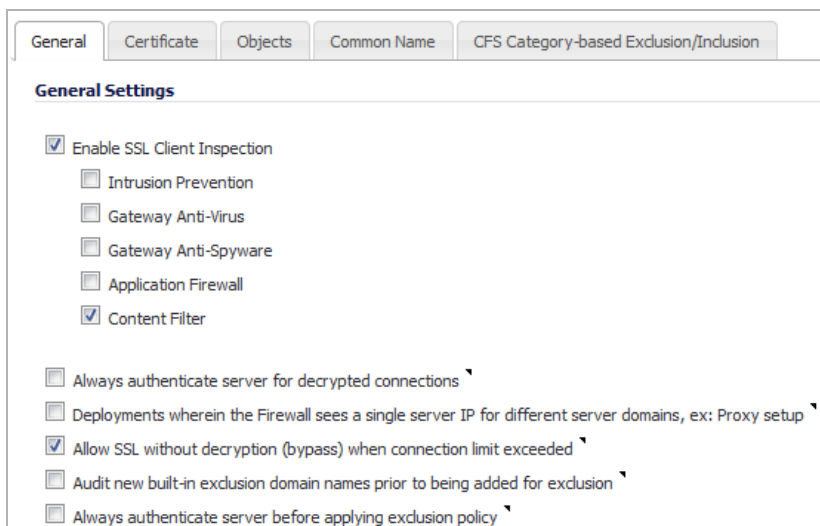 General Certificate Objects Common Name CFS Category-based Exclusion/Inclusion
General Settings
Enable SSL Client Inspection
Intrusion Prevention
Gateway Anti-Virus
Gateway Anti-Spyware
Application Firewall
Content Filter
Always authenticate server for decrypted connections
Deployments wherein the Firewall sees a single server IP for different server domains, ex: Proxy setup
Allow SSL without decryption (bypass) when connection limit exceeded
Audit new built-in exclusion domain names prior to being added for exclusion
Always authenticate server before applying exclusion policy